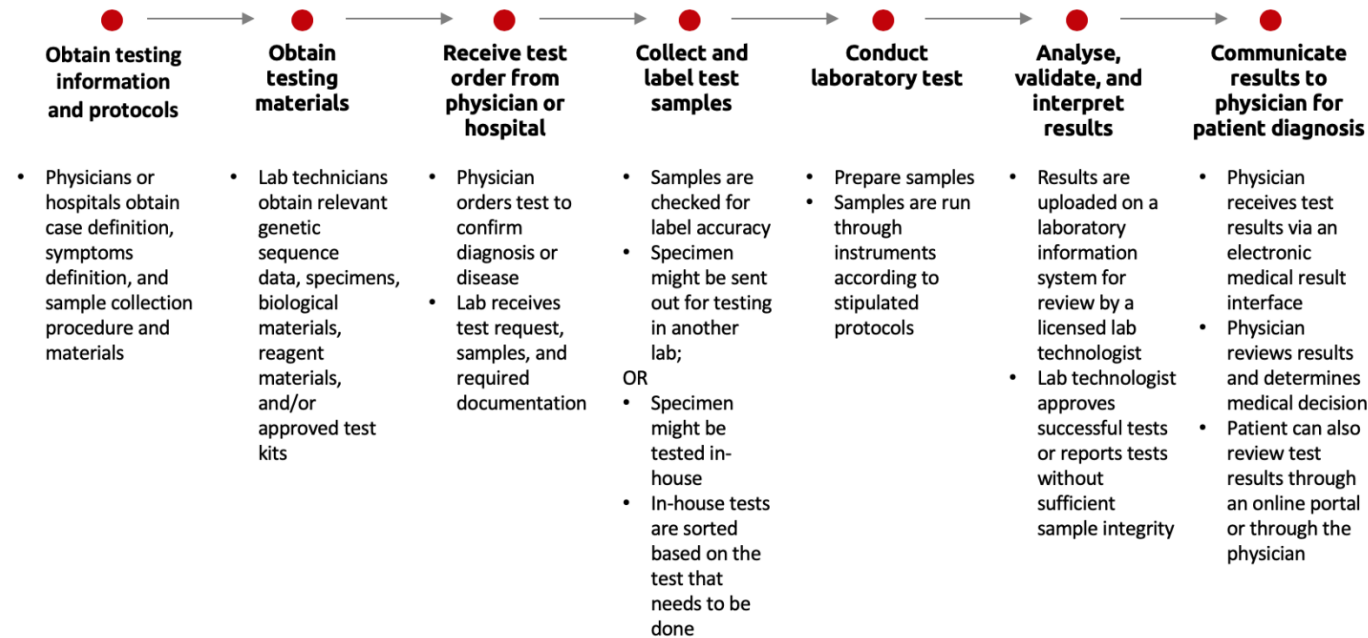 Obtain testing
information
and protocols
Obtain
testing
materials
Receive test
order from
physician or
hospital
Collect and
label test
samples
Conduct
laboratory test
Analyse,
validate, and
interpret
results
Communicate
results to
physician for
patient diagnosis
• Physicians or
hospitals obtain
case definition,
symptoms
definition, and
sample collection
procedure and
materials
• Lab technicians
obtain relevant
genetic
sequence
data, specimens,
biological
materials,
reagent
materials,
and/or
approved test
kits
• Physician
orders test to
confirm
diagnosis or
disease
• Lab receives
test request,
samples, and
required
documentation
• Samples are
checked for
label accuracy
• Specimen
might be sent
out for testing
in another
lab;
OR
• Specimen
might be
tested in-
house
• In-house tests
are sorted
based on the
test that
needs to be
done
• Prepare samples
• Samples are run
through
instruments
according to
stipulated
protocols
• Results are
uploaded on a
laboratory
information
system for
review by a
licensed lab
technologist
• Lab technologist
approves
successful tests
or reports tests
without
sufficient
sample integrity
• Physician
receives test
results via an
electronic
medical result
interface
• Physician
reviews results
and determines
medical decision
• Patient can also
review test
results through
an online portal
or through the
physician